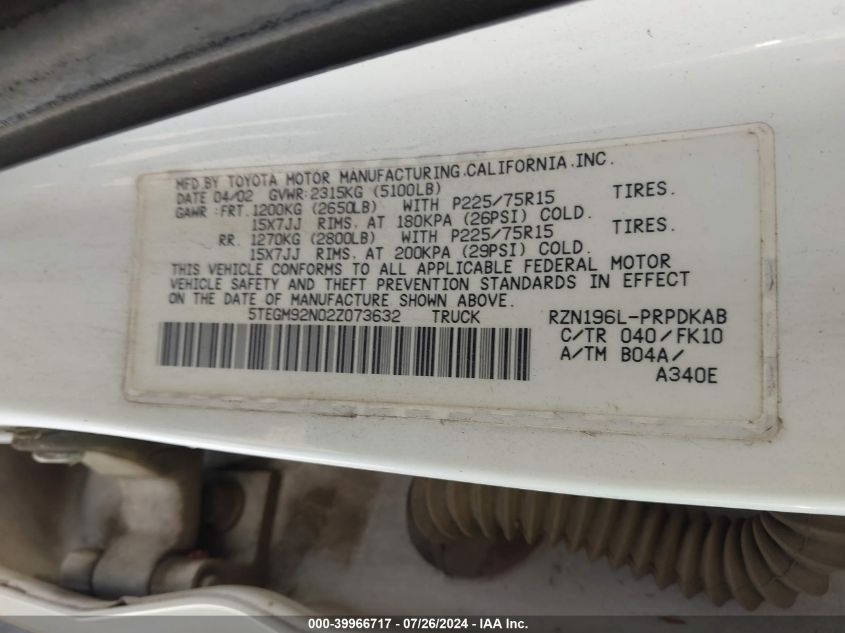 MFD.BY TOYOTA MOTOR MANUFACTURING.CALIFORNIA.INC.
DATE 04/02 GVWR:2315KG (5100LB)
GAWR:FRT.1200KG (2650LB) WITH P225/75R15 TIRES.
15X7JJ RIMS. AT 180KPA (26PSI) COLD.
RR. 1270KG (2800LB) WITH P225/75R15 TIRES.
15X7JJ RIMS. AT 200KPA (29PSI) COLD.
THIS VEHICLE CONFORMS TO ALL APPLICABLE FEDERAL MOTOR
VEHICLE SAFETY AND THEFT PREVENTION STANDARDS IN EFFECT
ON THE DATE OF MANUFACTURE SHOWN ABOVE.
5TEGM92N02Z073632 TRUCK RZN196L-PRPDKAB
C/TR 040/FK10
A/TM B04A/
A340E
000-39966717 - 07/26/2024 - IAA Inc.